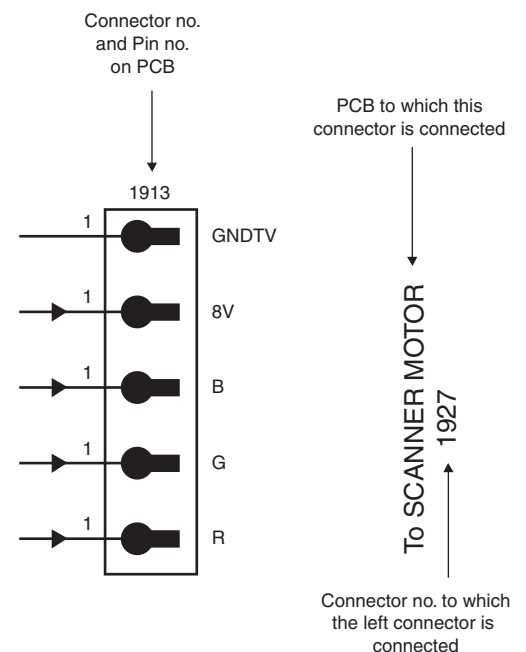 Connector no.
and Pin no.
on PCB
1913
1 GNDTV
1 8V
1 B
1 G
1 R
PCB to which this
connector is connected
To SCANNER MOTOR
1927
Connector no. to which
the left connector is
connected